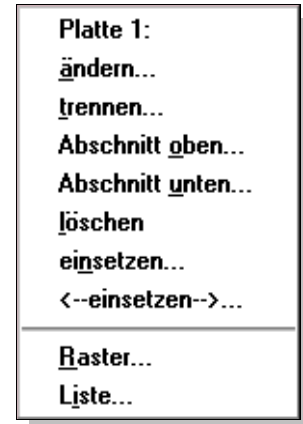 Platte 1:
ändern...
trennen...
Abschnitt oben...
Abschnitt unten...
löschen
einsetzen...
<--einsetzen-->...
Raster...
Liste...